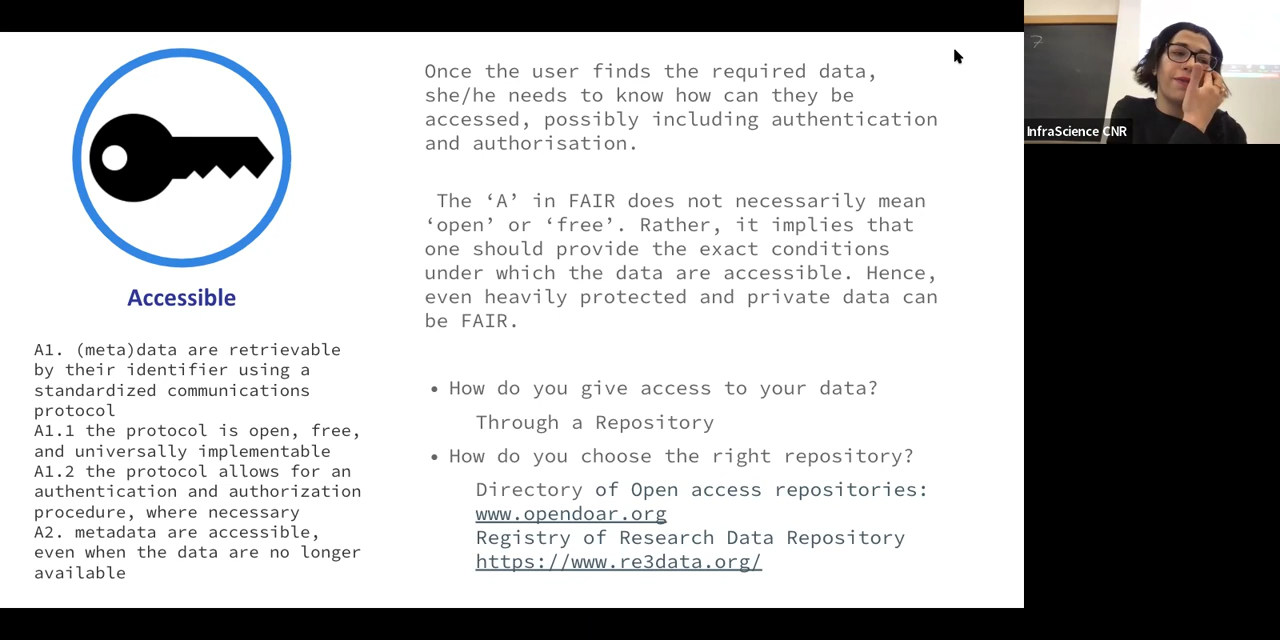 Accessible
A1. (meta)data are retrievable
by their identifier using a
standardized communications
protocol
A1.1 the protocol is open, free,
and universally implementable
A1.2 the protocol allows for an
authentication and authorization
procedure, where necessary
A2. metadata are accessible,
even when the data are no longer
available
Once the user finds the required data,
she/he needs to know how can they be
accessed, possibly including authentication
and authorisation.
The ‘A’ in FAIR does not necessarily mean
‘open’ or ‘free’. Rather, it implies that
one should provide the exact conditions
under which the data are accessible. Hence,
even heavily protected and private data can
be FAIR.
• How do you give access to your data?
Through a Repository
• How do you choose the right repository?
Directory of Open access repositories:
www.opendoar.org
Registry of Research Data Repository
https://www.re3data.org/
7
InfraScience CNR